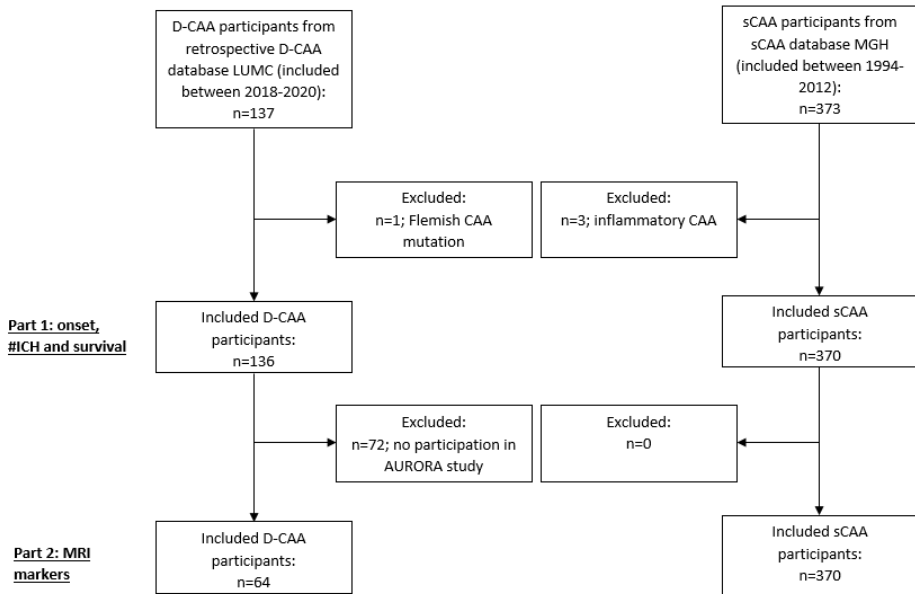 D-CAA participants from
retrospective D-CAA
database LUMC (included
between 2018-2020):
n=137
sCAA participants from
sCAA database MGH
(included between 1994-
2012):
n=373
Excluded:
n=1; Flemish CAA
mutation
Excluded:
n=3; inflammatory CAA
Part 1: onset,
#ICH and survival
Included D-CAA
participants:
n=136
Included sCAA
participants:
n=370
Excluded:
n=72; no participation in
AURORA study
Excluded:
n=0
Part 2: MRI
markers
Included D-CAA
participants:
n=64
Included sCAA
participants:
n=370